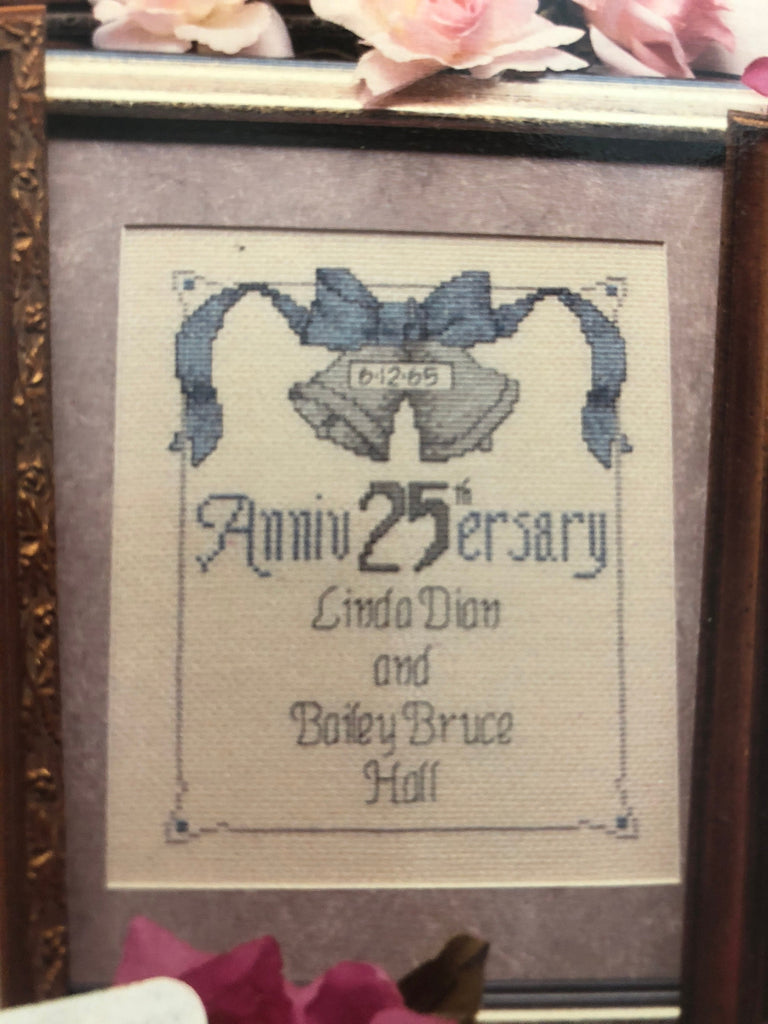 6·12·65
Anniv25thersary
Linda Dian
and
Bailey Bruce
Hall